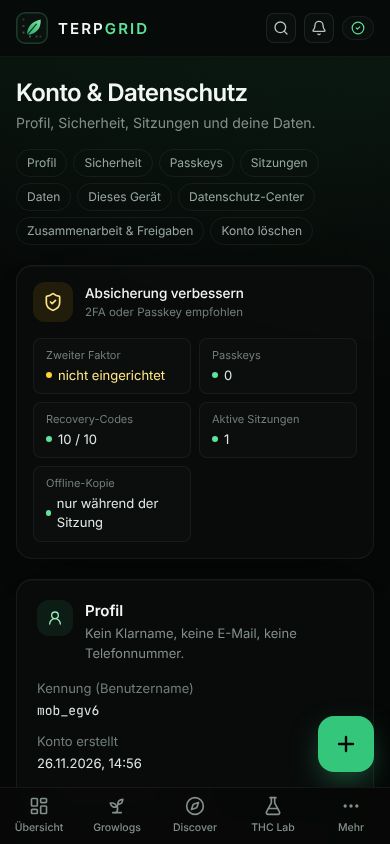 TERPGRID
Konto & Datenschutz
Profil, Sicherheit, Sitzungen und deine Daten.
Profil Sicherheit Passkeys Sitzungen
Daten Dieses Gerät Datenschutz-Center
Zusammenarbeit & Freigaben Konto löschen
Absicherung verbessern
2FA oder Passkey empfohlen
Zweiter Faktor
nicht eingerichtet
Passkeys
0
Recovery-Codes
10 / 10
Aktive Sitzungen
1
Offline-Kopie
nur während der
Sitzung
Profil
Kein Klarname, keine E-Mail, keine
Telefonnummer.
Kennung (Benutzername)
mob_egv6
Konto erstellt
26.11.2026, 14:56
Übersicht Growlogs Discover THC Lab Mehr